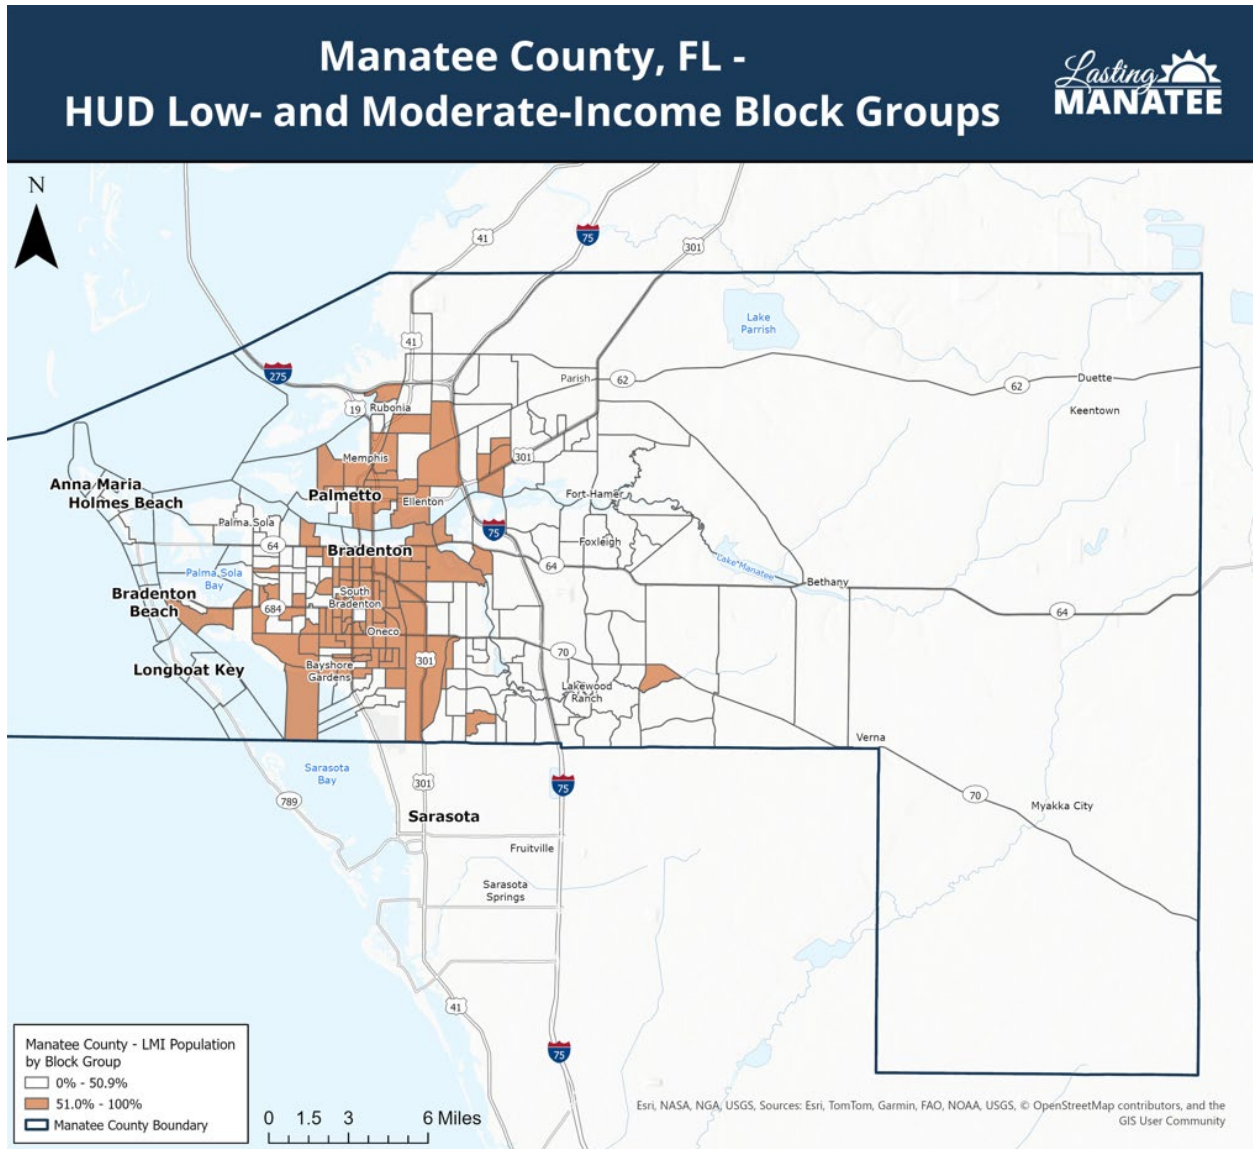 Manatee County, FL -
HUD Low- and Moderate-Income Block Groups
Lasting
MANATEE
N
41
75
301
Lake
Parrish
41
275
Parish
62
62
Duette
19
Rubonia
Keentown
Memphis
301
Anna Maria
Holmes Beach
Palmetto
Ellenton
Fort Hamer
Palma Sola
75
64
Bradenton
Foxleigh
64
Lake Manatee
Palma Sola
Bay
Bethany
Bradenton
Beach
684
South
Bradenton
64
Oneco
70
Longboat Key
Bayshore
Gardens
301
Lakewood
Ranch
Verna
Sarasota
Bay
301
75
70
789
Myakka City
Sarasota
Fruitville
Sarasota
Springs
41
75
Manatee County - LMI Population
by Block Group
0% - 50.9%
51.0% - 100%
Manatee County Boundary
0 1.5 3 6 Miles
Esri, NASA, NGA, USGS, Sources: Esri, TomTom, Garmin, FAO, NOAA, USGS, © OpenStreetMap contributors, and the
GIS User Community